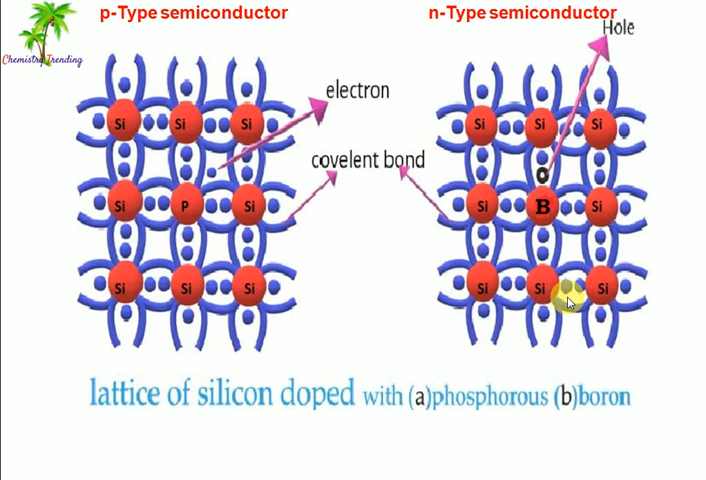 p-Type semiconductor
n-Type semiconductor
Chemistry Trending
Hole
electron
covelent bond
Si Si Si
Si P Si
Si Si Si
Si Si Si
Si B Si
Si Si Si
lattice of silicon doped with (a)phosphorous (b)boron